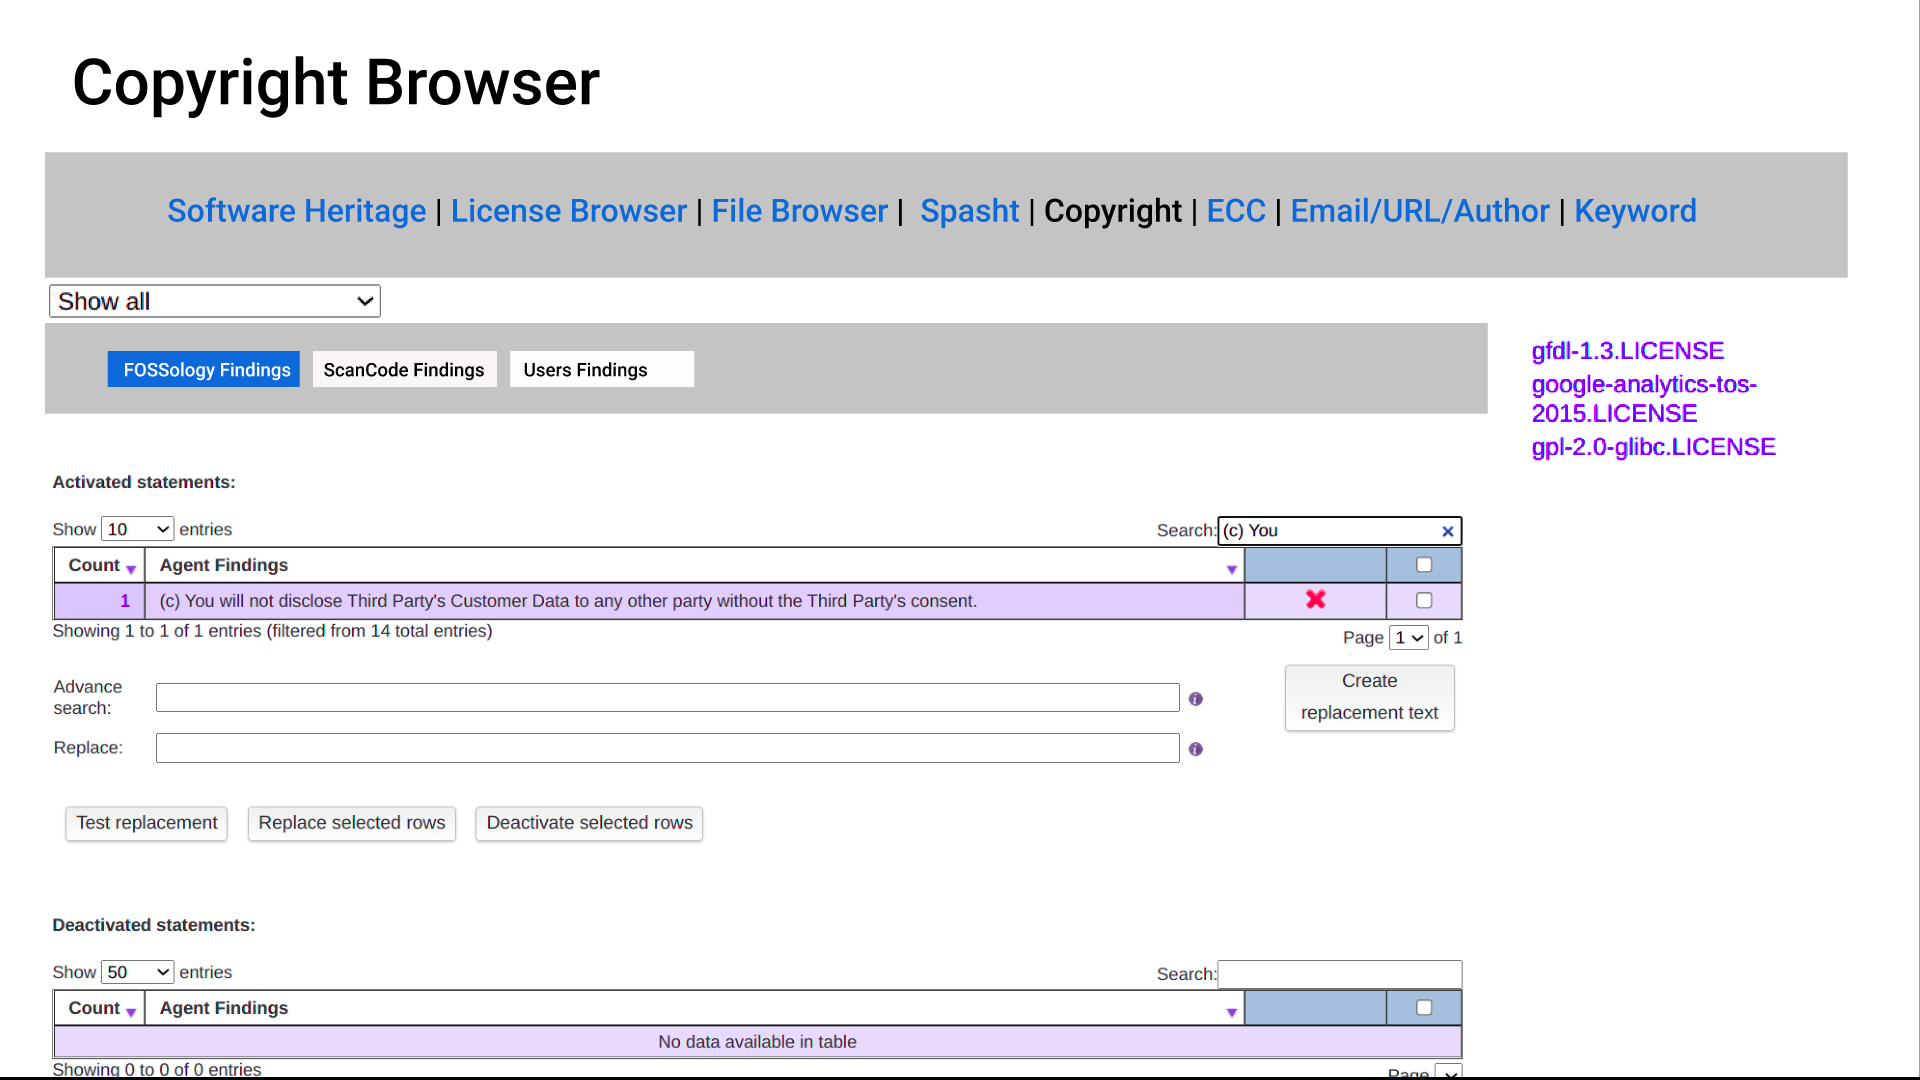 Copyright Browser
Software Heritage | License Browser | File Browser | Spasht | Copyright | ECC | Email/URL/Author | Keyword
Show all
FOSSology Findings ScanCode Findings Users Findings
gfdl-1.3.LICENSE
google-analytics-tos-
2015.LICENSE
gpl-2.0-glibc.LICENSE
Activated statements:
Show 10 entries Search: (c) You
Count Agent Findings
1 (c) You will not disclose Third Party's Customer Data to any other party without the Third Party's consent.
Showing 1 to 1 of 1 entries (filtered from 14 total entries)
Page 1 of 1
Advance
search:
Create
replacement text
Replace:
Test replacement Replace selected rows Deactivate selected rows
Deactivated statements:
Show 50 entries Search:
Count Agent Findings
No data available in table
Showing 0 to 0 of 0 entries
Page